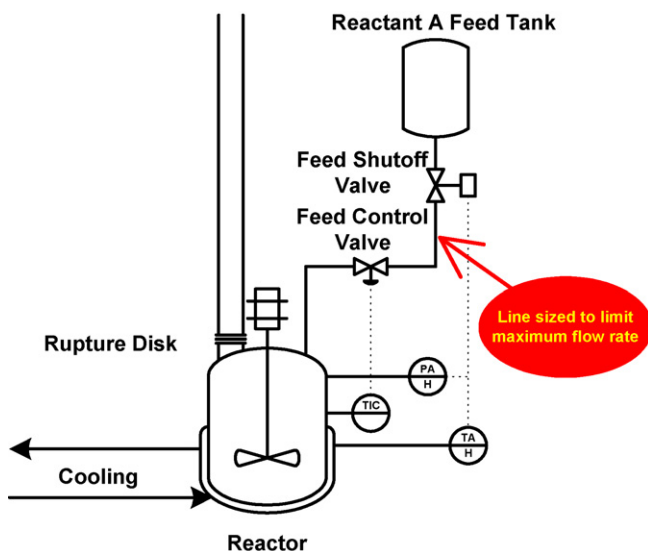 Reactant A Feed Tank
Feed Shutoff
Valve
Feed Control
Valve
Line sized to limit
maximum flow rate
Rupture Disk
PA
H
TIC
TA
H
Cooling
Reactor